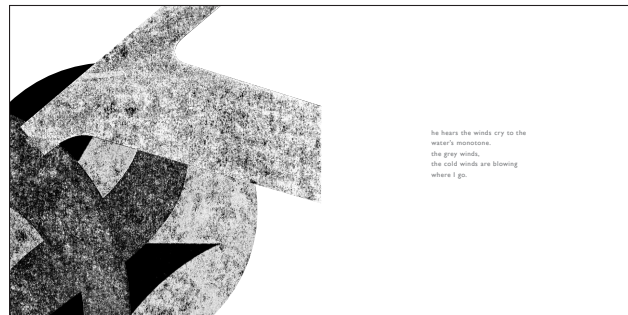 he hears the winds cry to the
water's monotone.
the grey winds,
the cold winds are blowing
where I go.